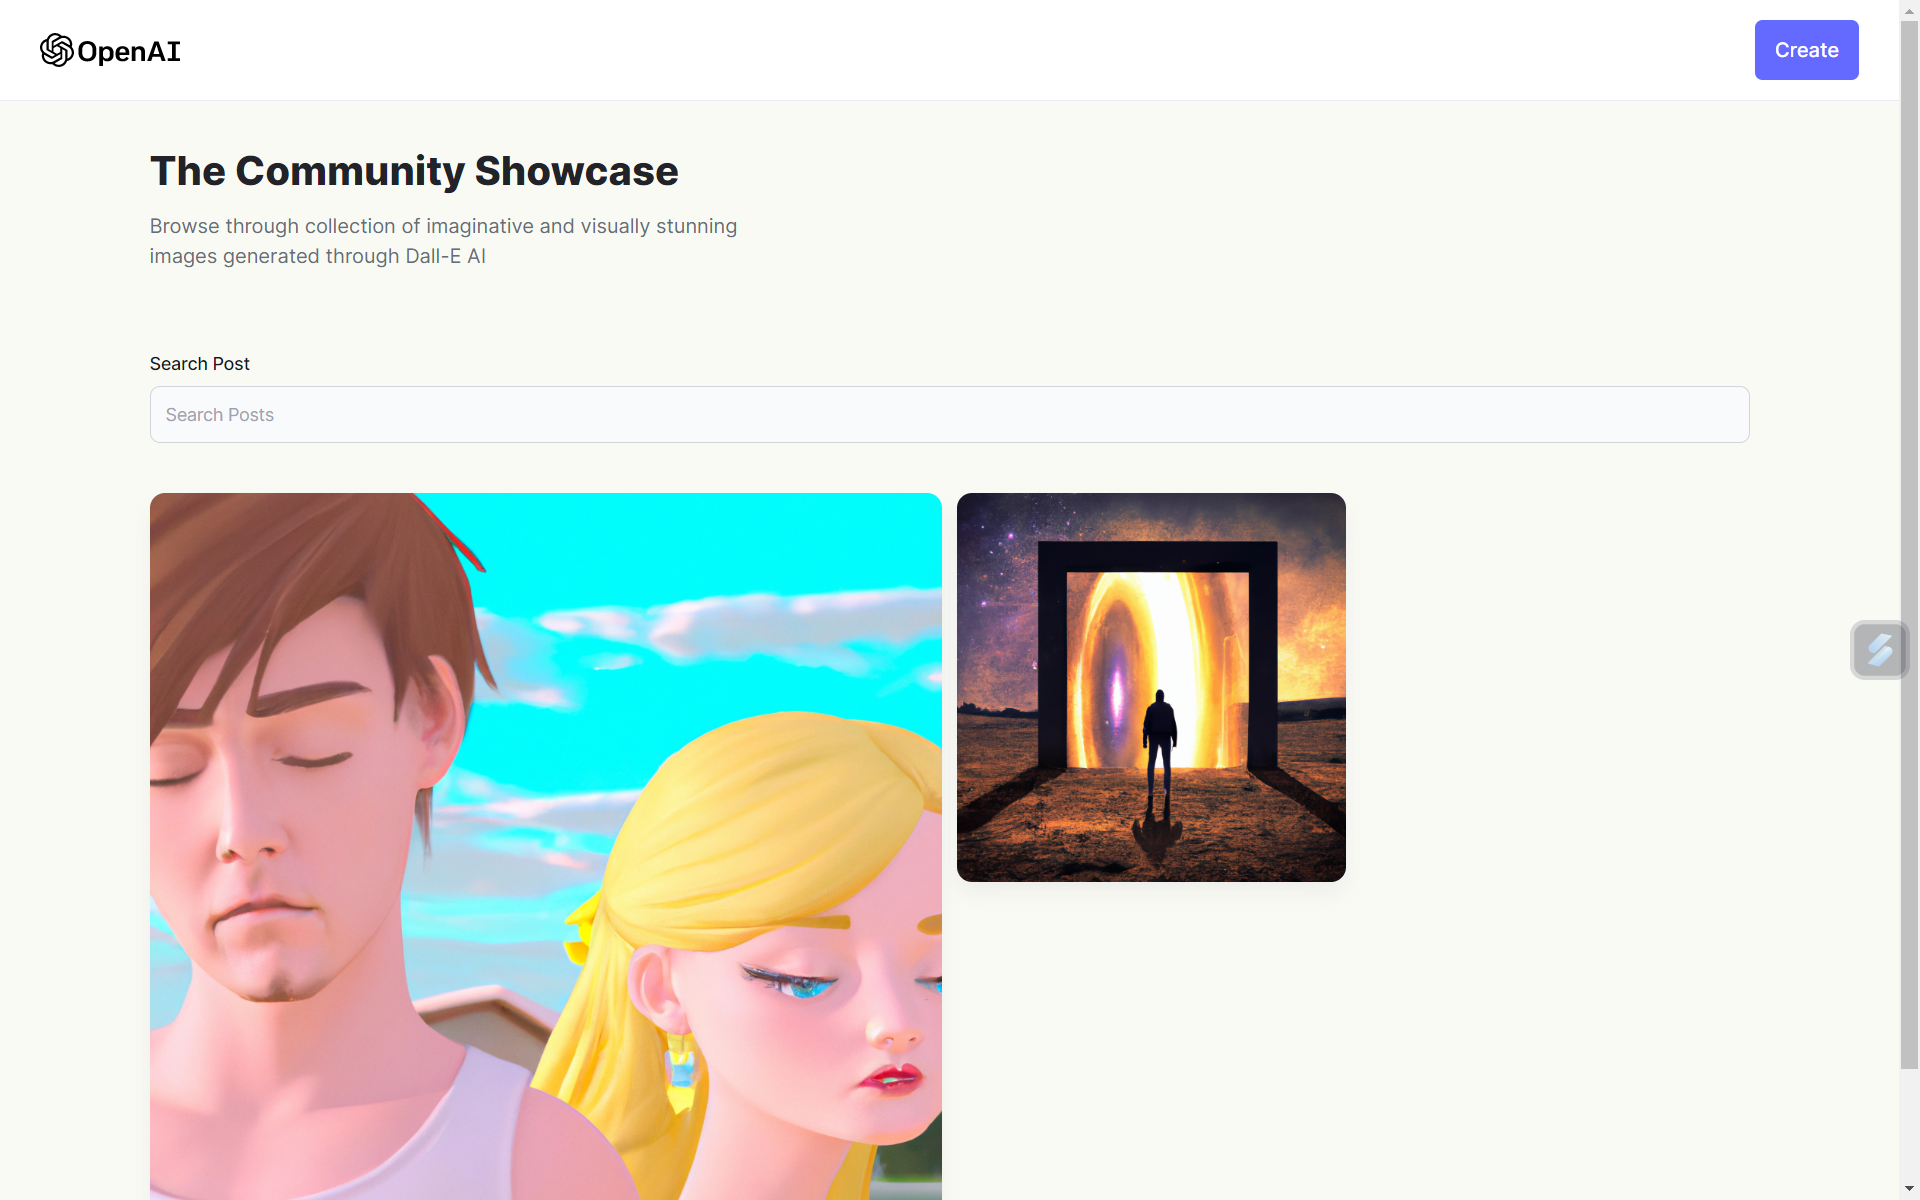 OpenAI
Create
The Community Showcase
Browse through collection of imaginative and visually stunning
images generated through Dall-E AI
Search Post
Search Posts